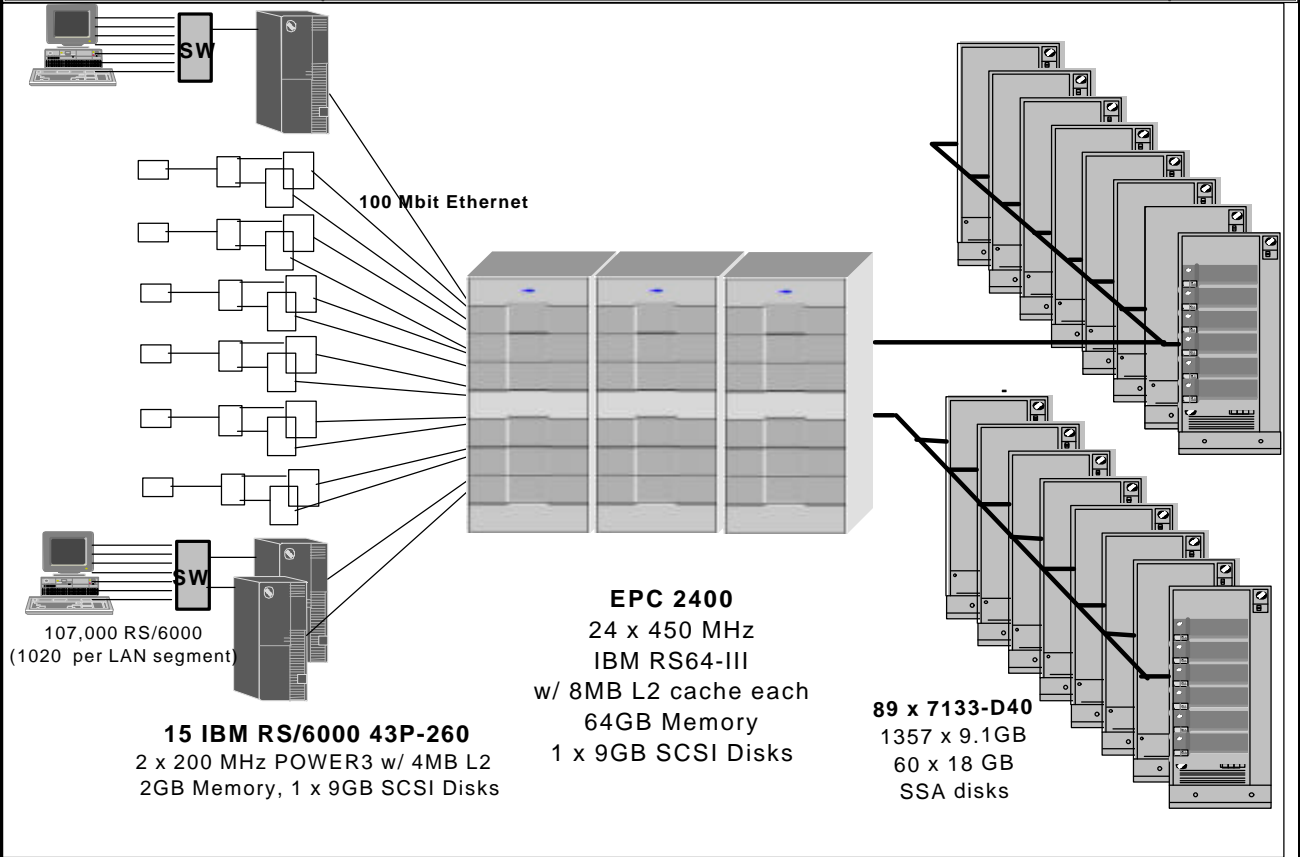 SW
100 Mbit Ethernet
SW
107,000 RS/6000
(1020 per LAN segment)
15 IBM RS/6000 43P-260
2 x 200 MHz POWER3 w/ 4MB L2
2GB Memory, 1 x 9GB SCSI Disks
EPC 2400
24 x 450 MHz
IBM RS64-III
w/ 8MB L2 cache each
64GB Memory
1 x 9GB SCSI Disks
89 x 7133-D40
1357 x 9.1GB
60 x 18 GB
SSA disks